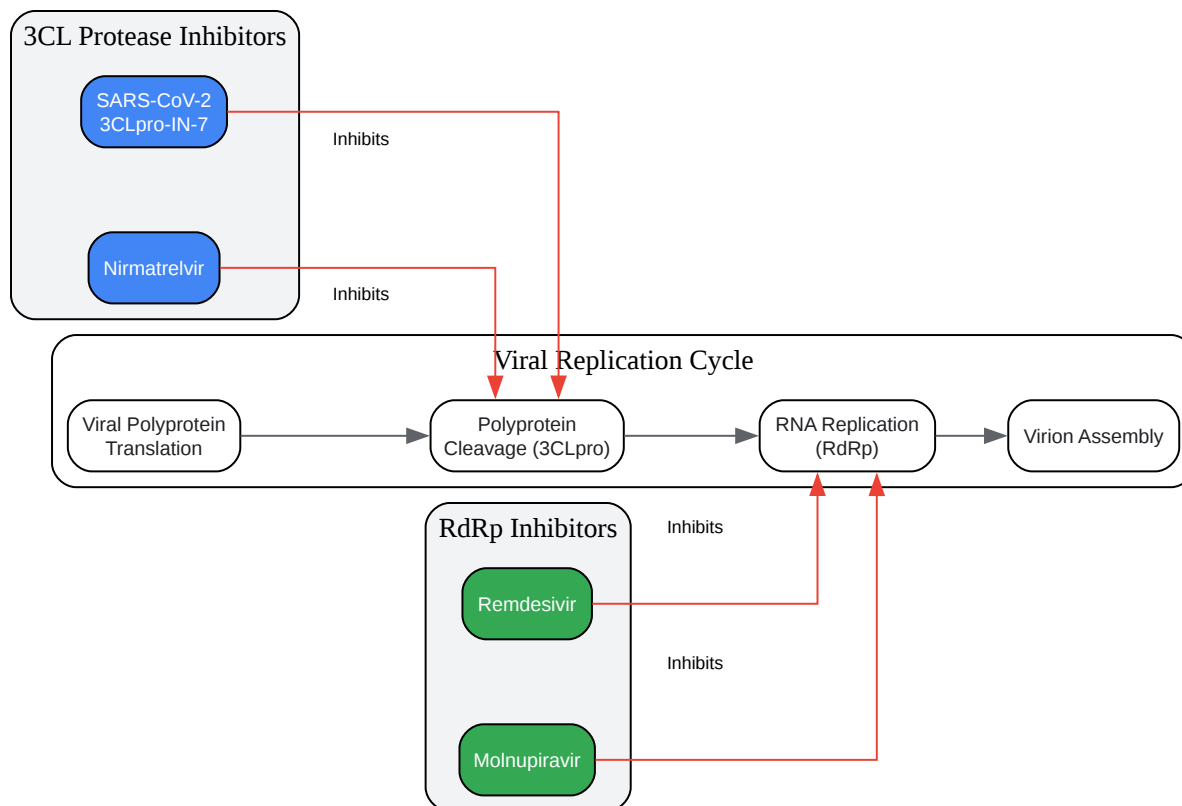 3CL Protease Inhibitors
SARS-CoV-2
3CLpro-IN-7
Inhibits
Nirmatrelvir
Inhibits
Viral Replication Cycle
Viral Polyprotein
Translation
Polyprotein
Cleavage (3CLpro)
RNA Replication
(RdRp)
Virion Assembly
RdRp Inhibitors
Inhibits
Remdesivir
Inhibits
Molnupiravir